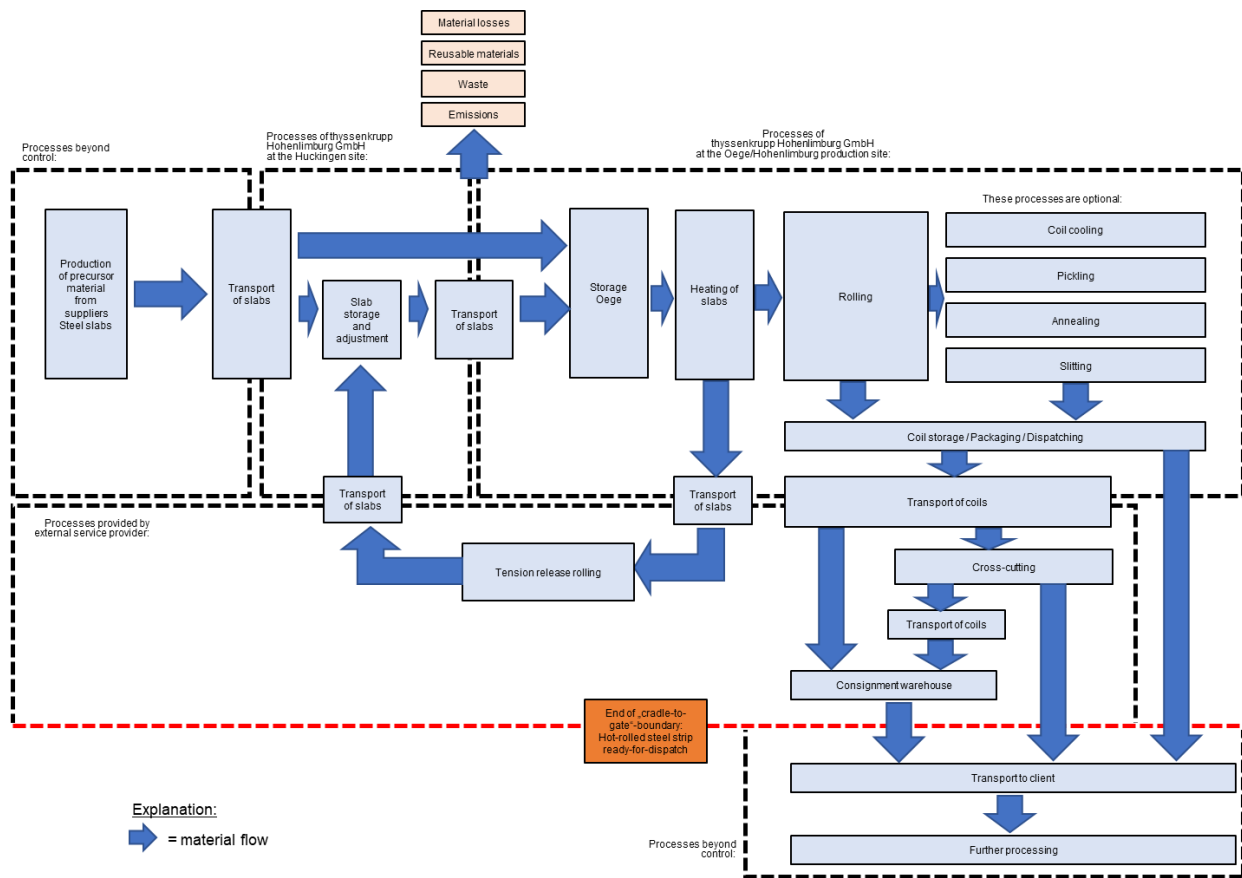 Material losses
Reusable materials
Waste
Emissions
Processes beyond
control:
Processes of thyssenkrupp
Hohenlimburg GmbH
at the Huckingen site:
Processes of
thyssenkrupp Hohenlimburg GmbH
at the Oege/Hohenlimburg production site:
Production
of precursor
material
from
suppliers
Steel slabs
Transport
of slabs
Slab
storage
and
adjustment
Transport
of slabs
Storage
Oege
Heating of
slabs
Rolling
These processes are optional:
Coil cooling
Pickling
Annealing
Slitting
Coil storage / Packaging / Dispatching
Transport
of slabs
Transport
of slabs
Transport of coils
Processes provided by
external service provider:
Tension release rolling
Cross-cutting
Transport of coils
Consignment warehouse
End of „cradle-to-
gate“-boundary:
Hot-rolled steel strip
ready-for-dispatch
Transport to client
Explanation:
= material flow
Processes beyond
control:
Further processing